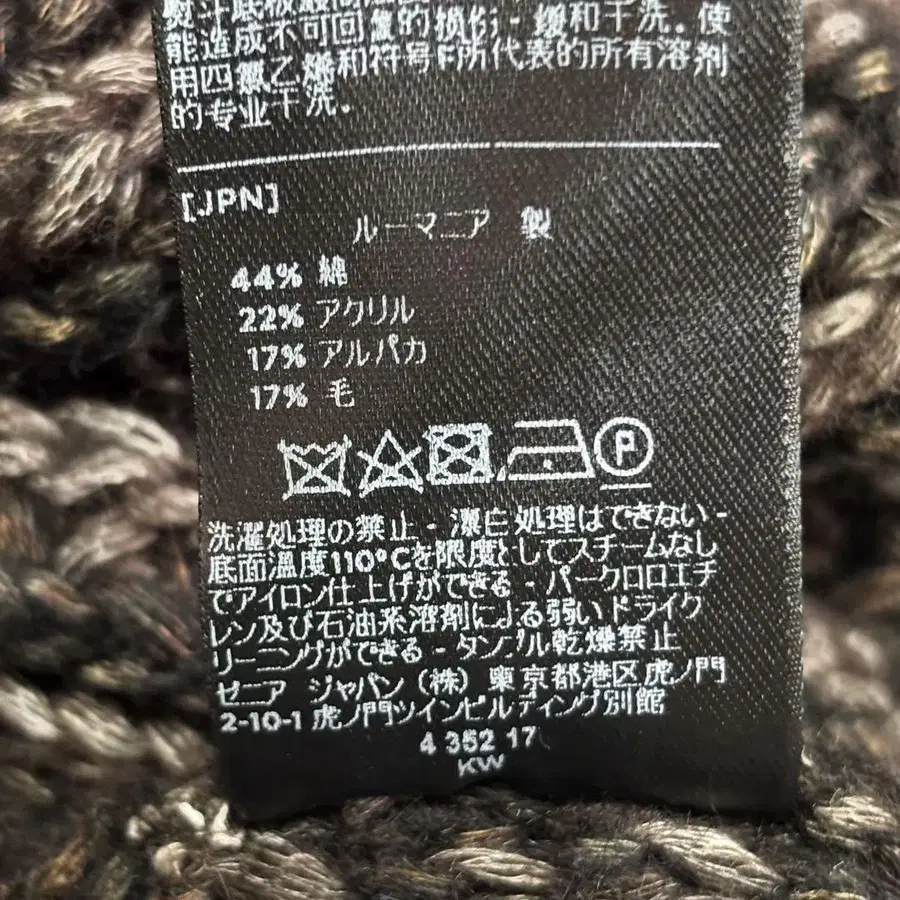 能造成不可回复的损伤 - 缓和干洗. 使
用四氯乙烯和符号F所代表的所有溶剂
的专业干洗.
[JPN]
ルーマニア 製
44% 綿
22% アクリル
17% アルパカ
17% 毛
P
洗濯処理の禁止 - 漂白処理はできない -
底面温度110°Cを限度としてスチームなし
でアイロン仕上げができる - パークロロエチ
レン及び石油系溶剤による弱いドライク
リーニングができる - タンブル乾燥禁止
ゼニア ジャパン (株) 東京都港区虎ノ門
2-10-1 虎ノ門ツインビルディング別館
4 352 17
KW